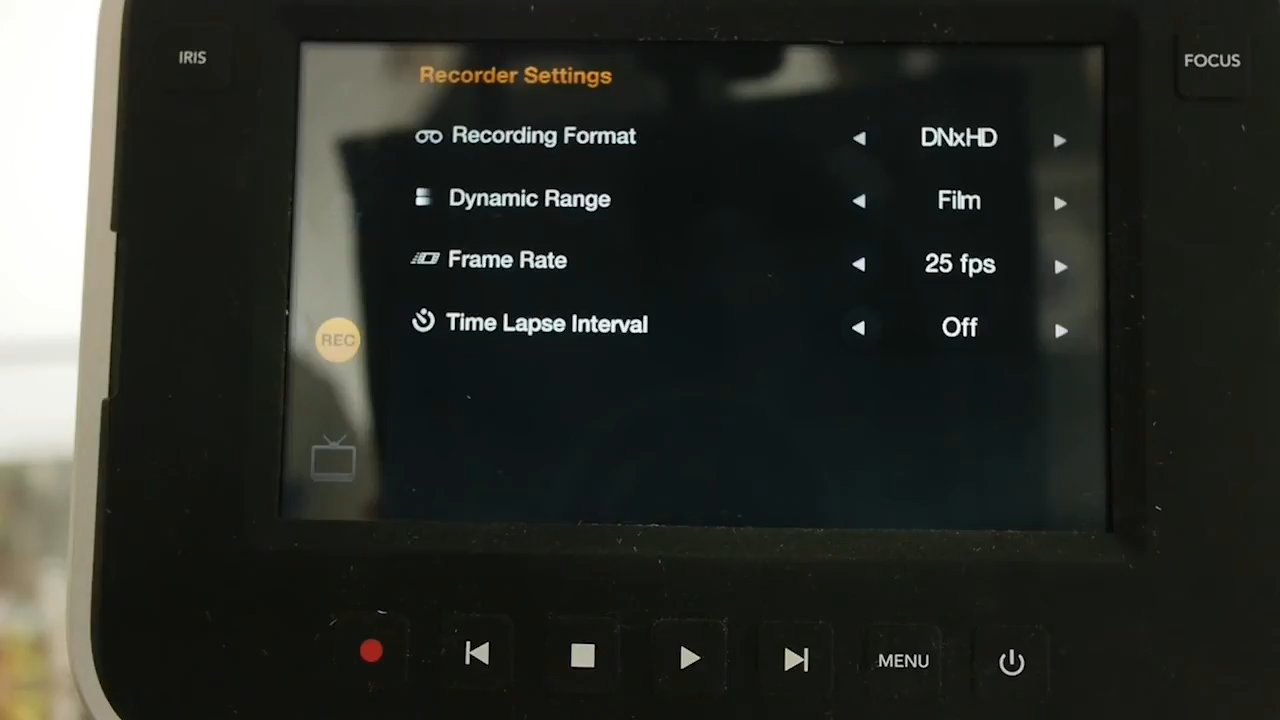 IRIS
FOCUS
Recorder Settings
Recording Format DNxHD
Dynamic Range Film
Frame Rate 25 fps
Time Lapse Interval Off
REC
MENU